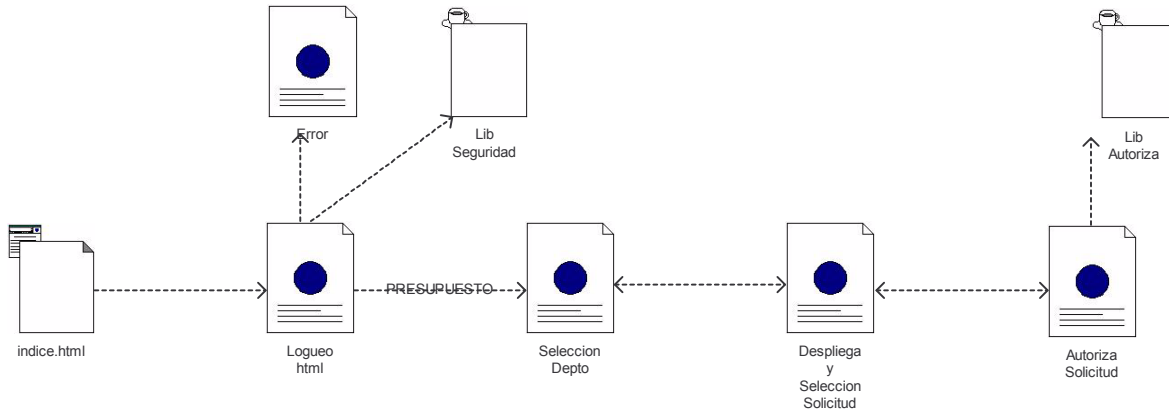 Error
Lib
Seguridad
Lib
Autoriza
PRESUPUESTO
indice.html
Logueo
html
Seleccion
Depto
Despliega
y
Seleccion
Solicitud
Autoriza
Solicitud